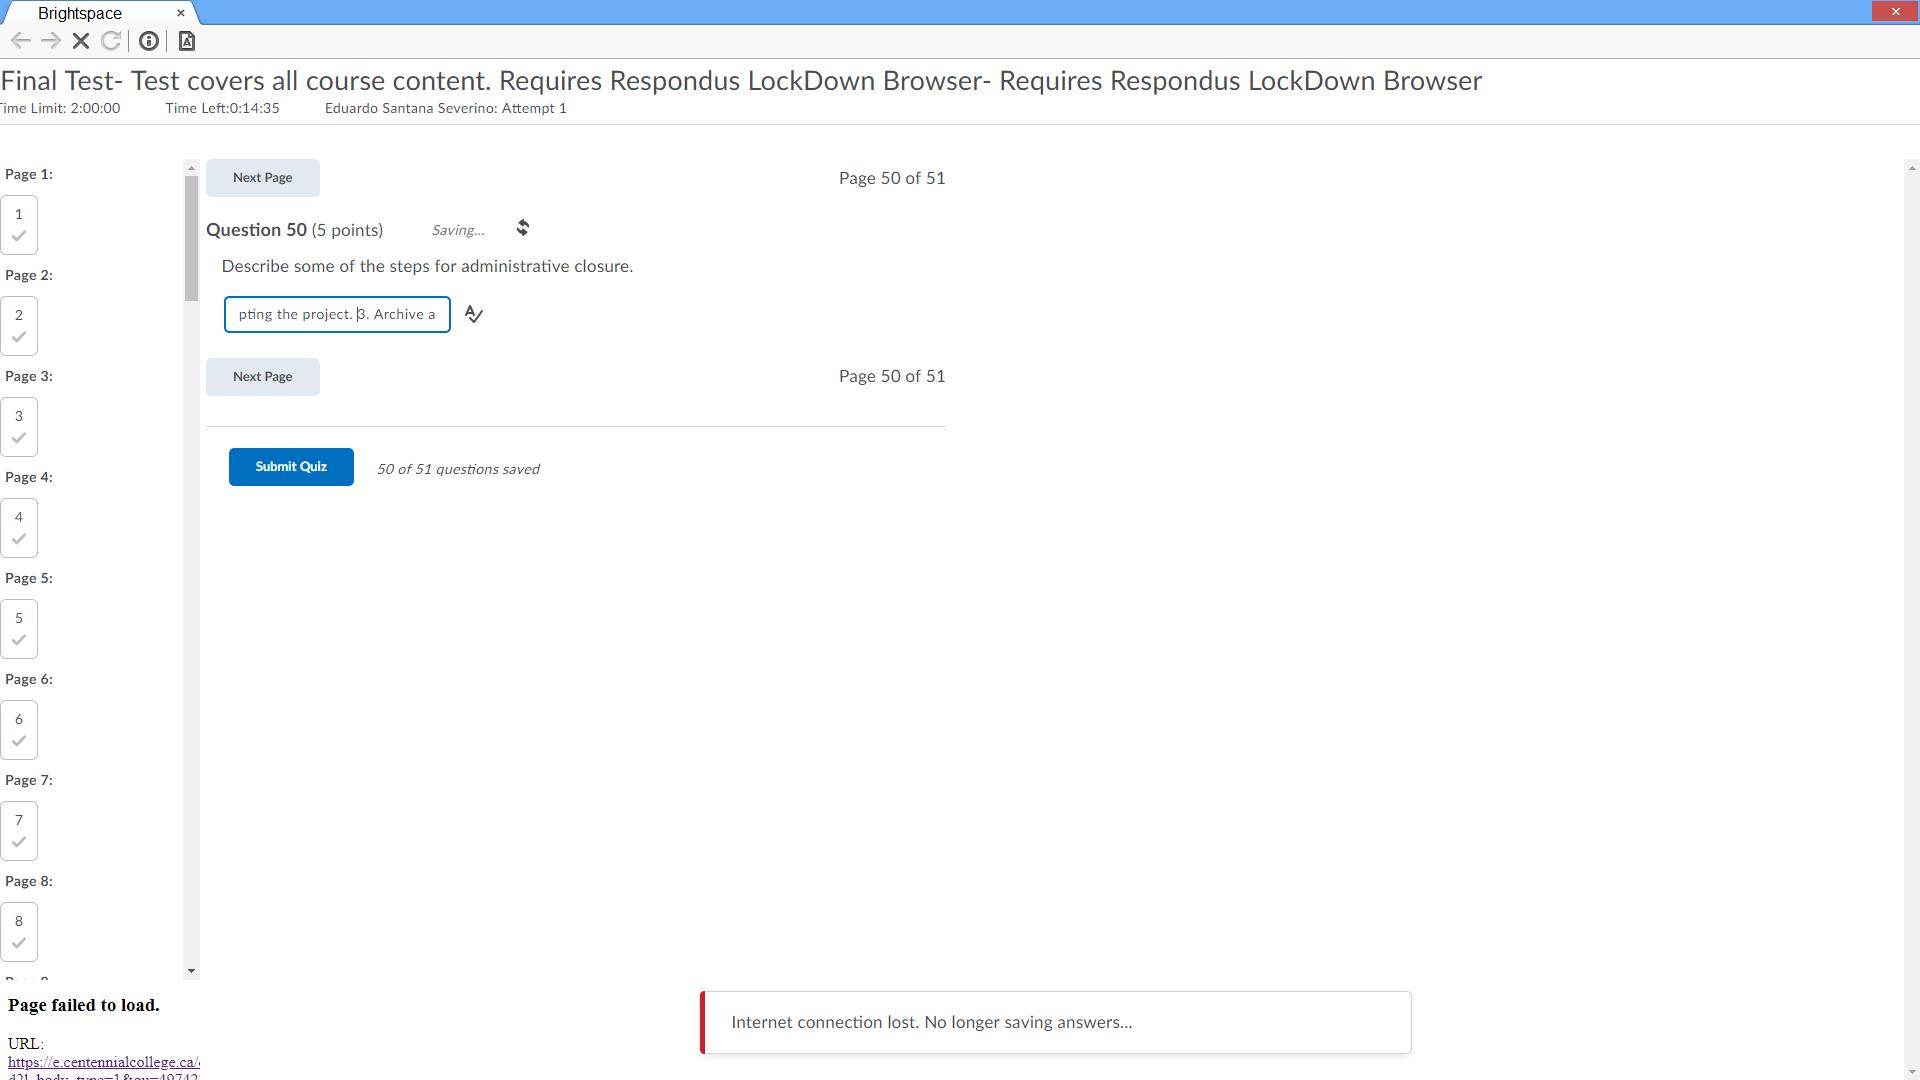 Brightspace
Final Test- Test covers all course content. Requires Respondus LockDown Browser- Requires Respondus LockDown Browser
Time Limit: 2:00:00 Time Left:0:14:35 Eduardo Santana Severino: Attempt 1
Page 1:
1
Page 2:
2
Page 3:
3
Page 4:
4
Page 5:
5
Page 6:
6
Page 7:
7
Page 8:
8
Next Page Page 50 of 51
Question 50 (5 points) Saving...
Describe some of the steps for administrative closure.
pting the project. 3. Archive a
Next Page Page 50 of 51
Submit Quiz 50 of 51 questions saved
Page failed to load.
URL:
https://e.centennialcollege.ca/
Internet connection lost. No longer saving answers...